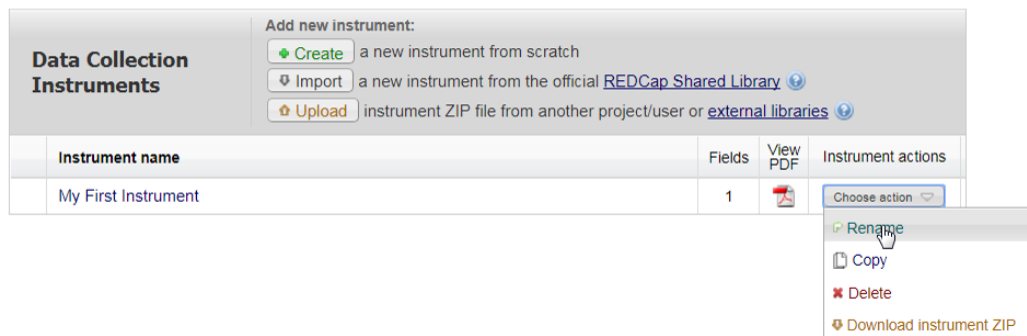 Data Collection Instruments
Add new instrument:
Create a new instrument from scratch
Import a new instrument from the official REDCap Shared Library
Upload instrument ZIP file from another project/user or external libraries
Instrument name Fields View PDF Instrument actions
My First Instrument 1 Choose action
Rename
Copy
Delete
Download instrument ZIP